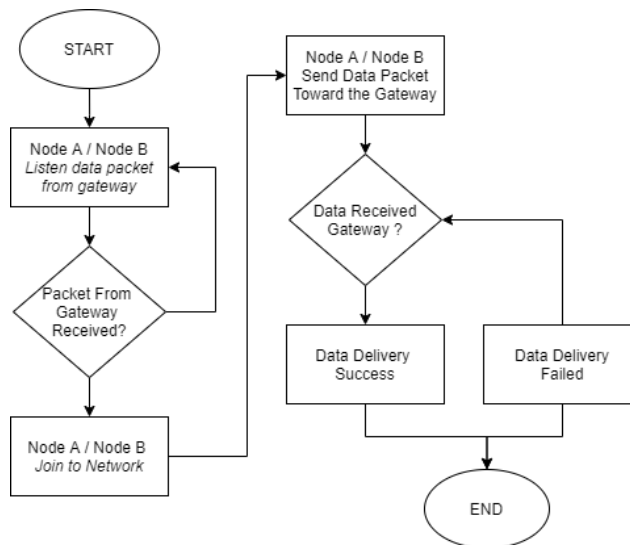 START
Node A / Node B
Listen data packet
from gateway
Packet From
Gateway
Received?
Node A / Node B
Join to Network
Node A / Node B
Send Data Packet
Toward the Gateway
Data Received
Gateway ?
Data Delivery
Success
Data Delivery
Failed
END